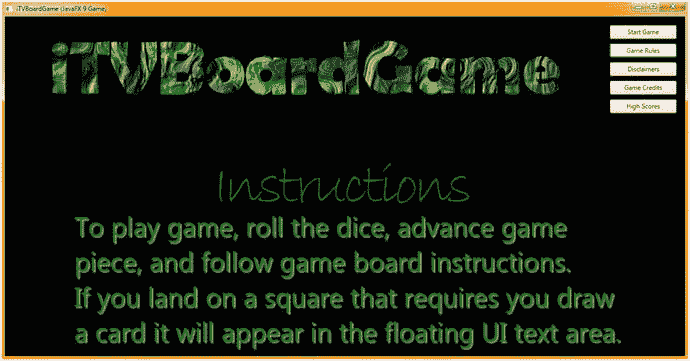 iTVBoardGame (JavaFX 9 Game)
Start Game
iTVBoardGame
Game Rules
Disclaimers
Game Credits
High Scores
Instructions
To play game, roll the dice, advance game
piece, and follow game board instructions.
If you land on a square that requires you draw
a card it will appear in the floating UI text area.